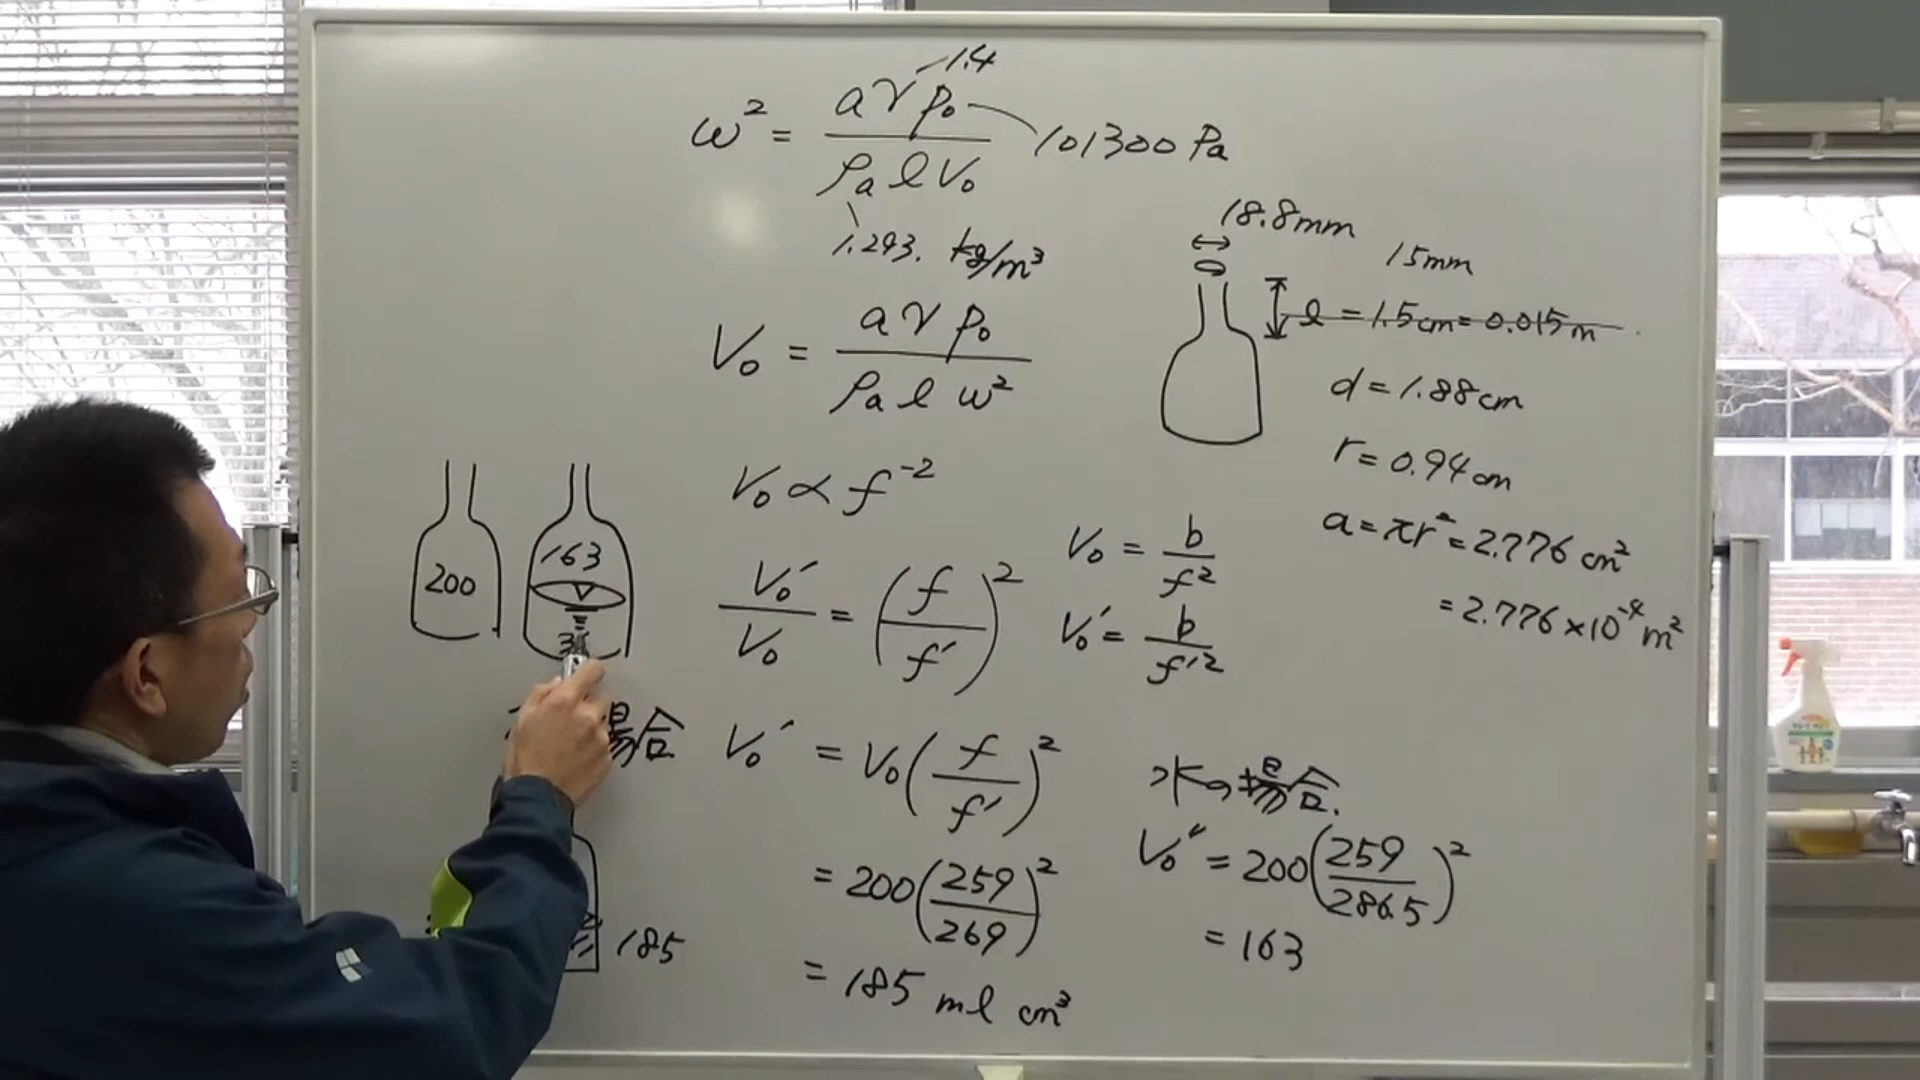 ω² = aγp₀ / ρₐlV₀
1.4
101300 Pa
1.293. kg/m³
V₀ = aγp₀ / ρₐlω²
V₀ ∝ f⁻²
V₀′/V₀ = (f/f′)²
V₀ = b/f²
V₀′ = b/f′²
V₀′ = V₀(f/f′)²
= 200(259/269)²
= 185 ml cm³
200
163
場合
185
18.8mm
15mm
l = 1.5cm = 0.015m
d = 1.88cm
r = 0.94cm
a = πr² = 2.776 cm²
= 2.776×10⁻⁴m²
水の場合.
V₀″ = 200(259/286.5)²
= 163